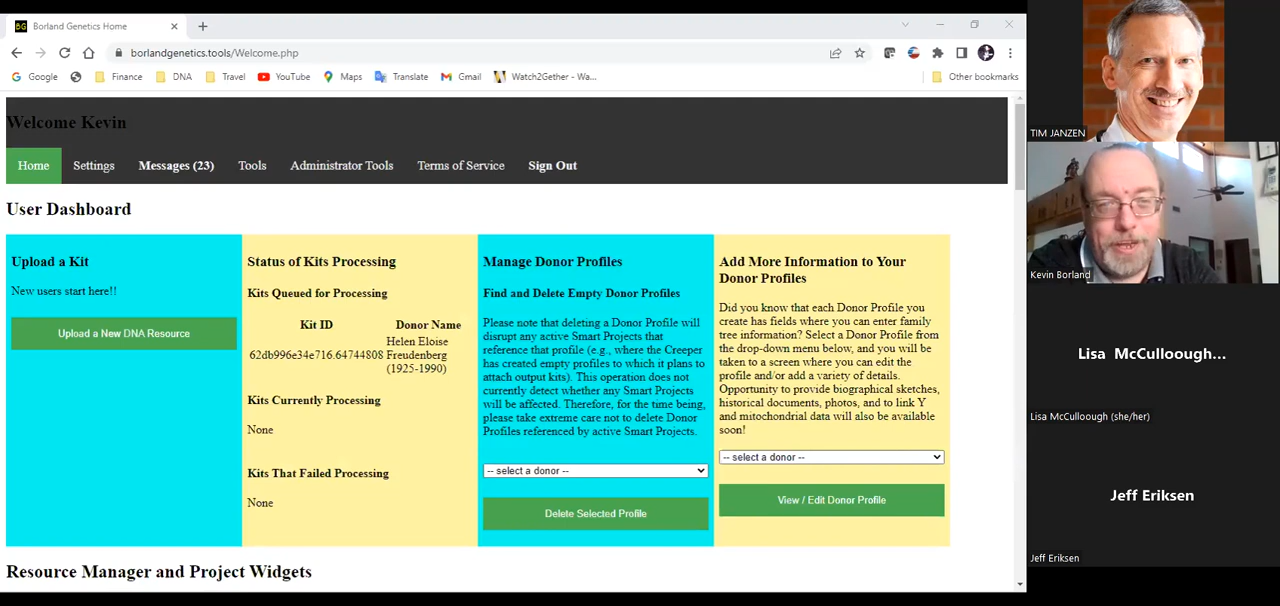 Borland Genetics Home
borlandgenetics.tools/Welcome.php
Google
Finance
DNA
Travel
YouTube
Maps
Translate
Gmail
Watch2Gether - Wa...
Other bookmarks
Welcome Kevin
Home
Settings
Messages (23)
Tools
Administrator Tools
Terms of Service
Sign Out
User Dashboard
Upload a Kit
New users start here!!
Upload a New DNA Resource
Status of Kits Processing
Kits Queued for Processing
Kit ID Donor Name
62db996e34e716.64744808 Helen Eloise
Freudenberg
(1925-1990)
Kits Currently Processing
None
Kits That Failed Processing
None
Manage Donor Profiles
Find and Delete Empty Donor Profiles
Please note that deleting a Donor Profile will
disrupt any active Smart Projects that
reference that profile (e.g., where the Creeper
has created empty profiles to which it plans to
attach output kits). This operation does not
currently detect whether any Smart Projects
will be affected. Therefore, for the time being,
please take extreme care not to delete Donor
Profiles referenced by active Smart Projects.
-- select a donor --
Delete Selected Profile
Add More Information to Your
Donor Profiles
Did you know that each Donor Profile you
create has fields where you can enter family
tree information? Select a Donor Profile from
the drop-down menu below, and you will be
taken to a screen where you can edit the
profile and/or add a variety of details.
Opportunity to provide biographical sketches,
historical documents, photos, and to link Y
and mitochondrial data will also be available
soon!
-- select a donor --
View / Edit Donor Profile
Resource Manager and Project Widgets
TIM JANZEN
Kevin Borland
Lisa McCulloough...
Lisa McCulloough (she/her)
Jeff Eriksen
Jeff Eriksen